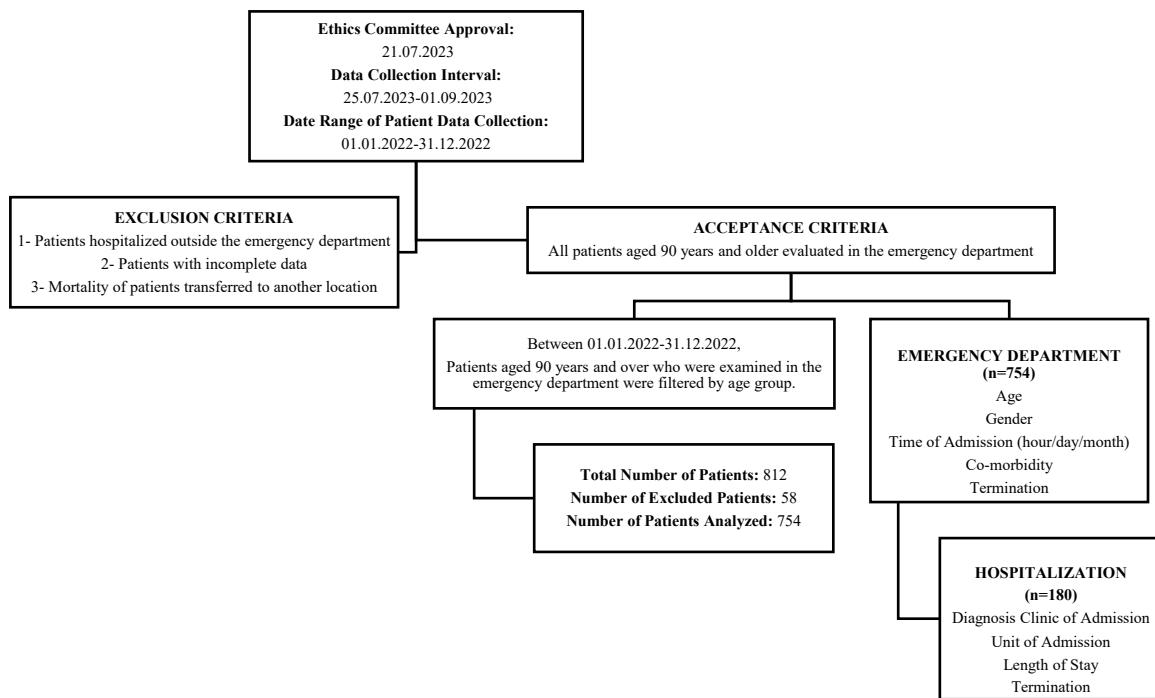 Ethics Committee Approval:
21.07.2023
Data Collection Interval:
25.07.2023-01.09.2023
Date Range of Patient Data Collection:
01.01.2022-31.12.2022
EXCLUSION CRITERIA
1- Patients hospitalized outside the emergency department
2- Patients with incomplete data
3- Mortality of patients transferred to another location
ACCEPTANCE CRITERIA
All patients aged 90 years and older evaluated in the emergency department
Between 01.01.2022-31.12.2022,
Patients aged 90 years and over who were examined in the
emergency department were filtered by age group.
Total Number of Patients: 812
Number of Excluded Patients: 58
Number of Patients Analyzed: 754
EMERGENCY DEPARTMENT
(n=754)
Age
Gender
Time of Admission (hour/day/month)
Co-morbidity
Termination
HOSPITALIZATION
(n=180)
Diagnosis Clinic of Admission
Unit of Admission
Length of Stay
Termination